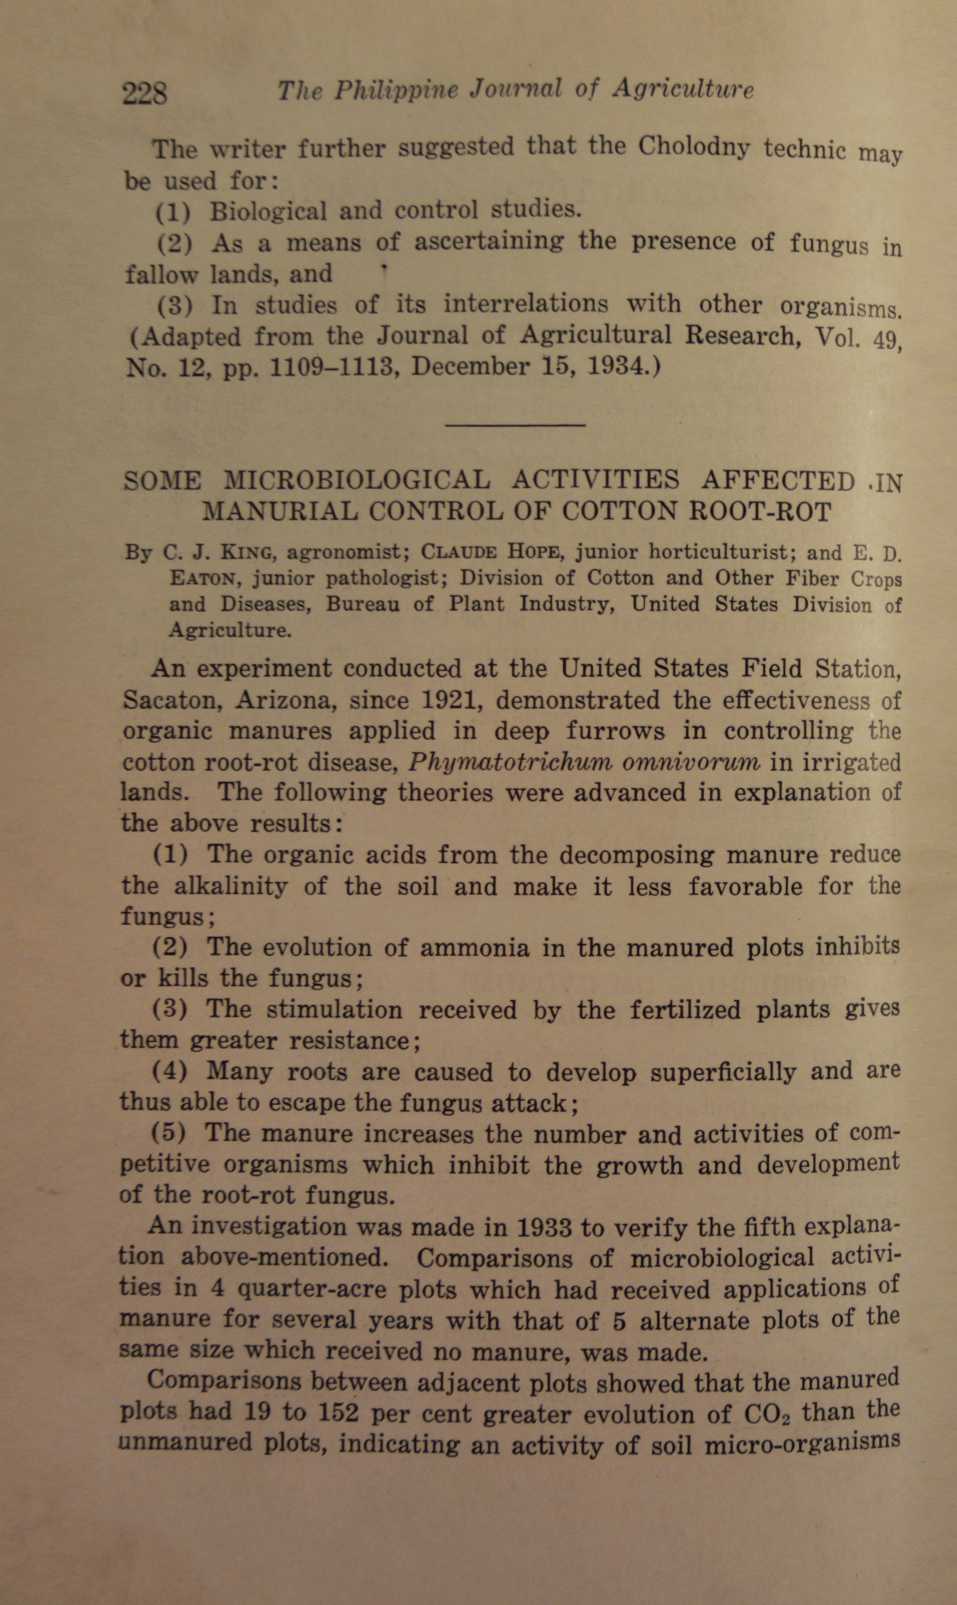 228 The Philippine Journal of Agriculture
The writer further suggested that the Cholodny technic may
be used for:
(1) Biological and control studies.
(2) As a means of ascertaining the presence of fungus in
fallow lands, and
(3) In studies of its interrelations with other organisms.
(Adapted from the Journal of Agricultural Research, Vol. 49,
No. 12, pp. 1109–1113, December 15, 1934.)
SOME MICROBIOLOGICAL ACTIVITIES AFFECTED IN
MANURIAL CONTROL OF COTTON ROOT-ROT
By C. J. KING, agronomist; CLAUDE HOPE, junior horticulturist; and E. D.
EATON, junior pathologist; Division of Cotton and Other Fiber Crops
and Diseases, Bureau of Plant Industry, United States Division of
Agriculture.
An experiment conducted at the United States Field Station,
Sacaton, Arizona, since 1921, demonstrated the effectiveness of
organic manures applied in deep furrows in controlling the
cotton root-rot disease, Phymatotrichum omnivorum in irrigated
lands. The following theories were advanced in explanation of
the above results:
(1) The organic acids from the decomposing manure reduce
the alkalinity of the soil and make it less favorable for the
fungus;
(2) The evolution of ammonia in the manured plots inhibits
or kills the fungus;
(3) The stimulation received by the fertilized plants gives
them greater resistance;
(4) Many roots are caused to develop superficially and are
thus able to escape the fungus attack;
(5) The manure increases the number and activities of com-
petitive organisms which inhibit the growth and development
of the root-rot fungus.
An investigation was made in 1933 to verify the fifth explana-
tion above-mentioned. Comparisons of microbiological activi-
ties in 4 quarter-acre plots which had received applications of
manure for several years with that of 5 alternate plots of the
same size which received no manure, was made.
Comparisons between adjacent plots showed that the manured
plots had 19 to 152 per cent greater evolution of CO₂ than the
unmanured plots, indicating an activity of soil micro-organisms